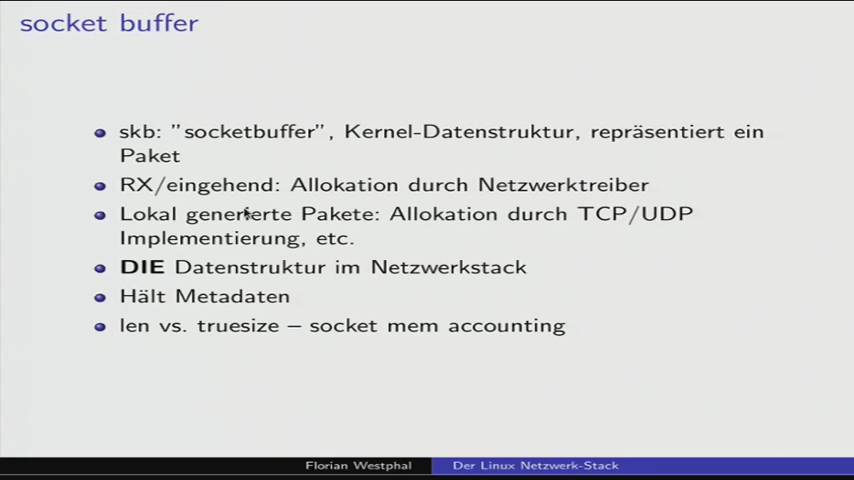 socket buffer
skb: "socketbuffer", Kernel-Datenstruktur, repräsentiert ein
Paket
RX/eingehend: Allokation durch Netzwerktreiber
Lokal generierte Pakete: Allokation durch TCP/UDP
Implementierung, etc.
DIE Datenstruktur im Netzwerkstack
Hält Metadaten
len vs. truesize – socket mem accounting
Florian Westphal
Der Linux Netzwerk-Stack